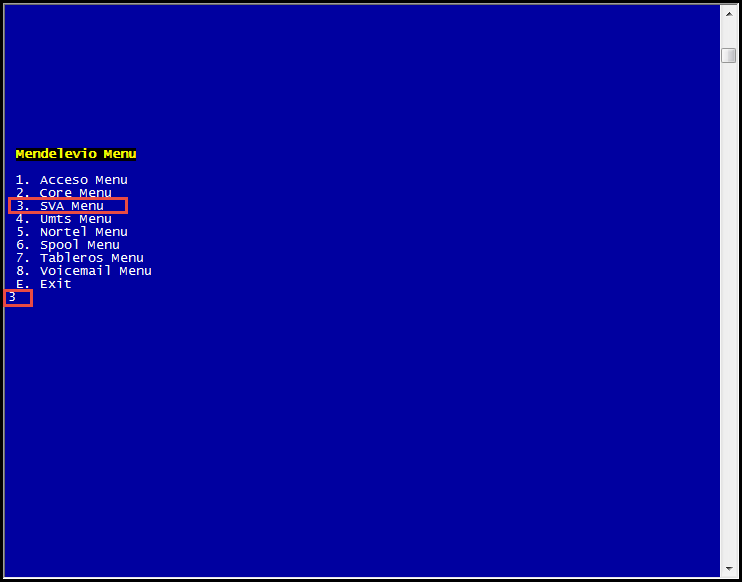 Mendelevio Menu
1. Acceso Menu
2. Core Menu
3. SVA Menu
4. Umts Menu
5. Nortel Menu
6. Spool Menu
7. Tableros Menu
8. Voicemail Menu
E. Exit
3